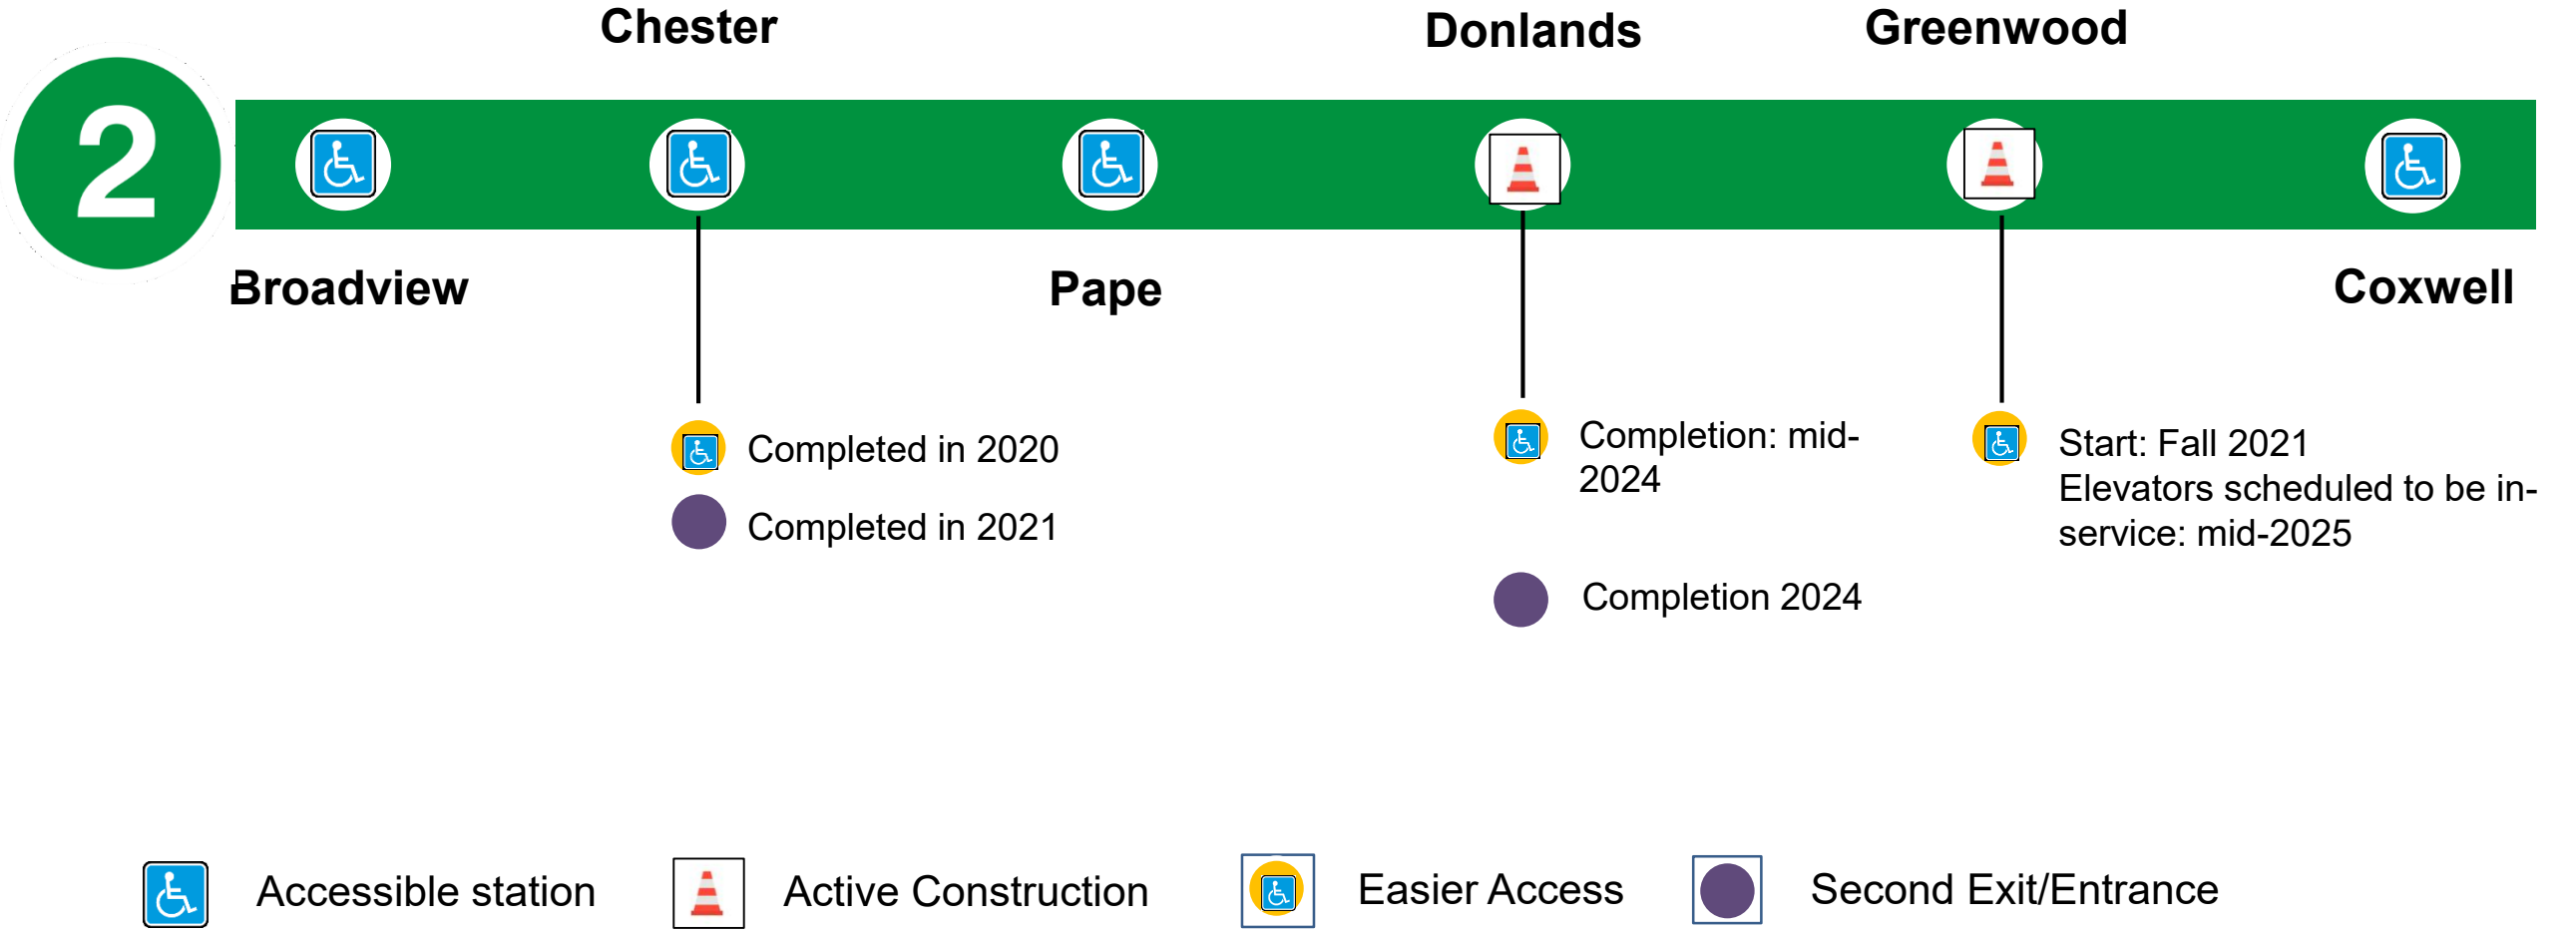 Chester
Donlands
Greenwood
2
Broadview
Pape
Coxwell
Completed in 2020
Completed in 2021
Completion: mid-
2024
Completion 2024
Start: Fall 2021
Elevators scheduled to be in-
service: mid-2025
Accessible station
Active Construction
Easier Access
Second Exit/Entrance